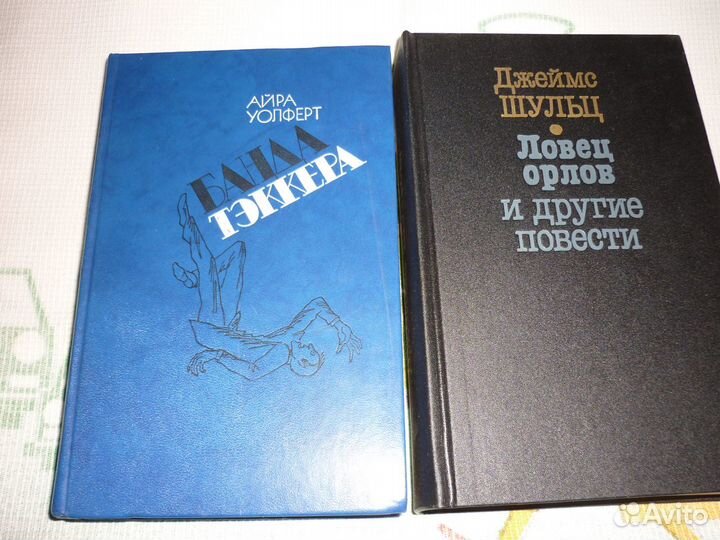 АЙРА
УОЛФЕРТ
БАНДА
ТЭККЕРА
Джеймс
ШУЛЬЦ
Ловец
орлов
и другие
повести
Avito